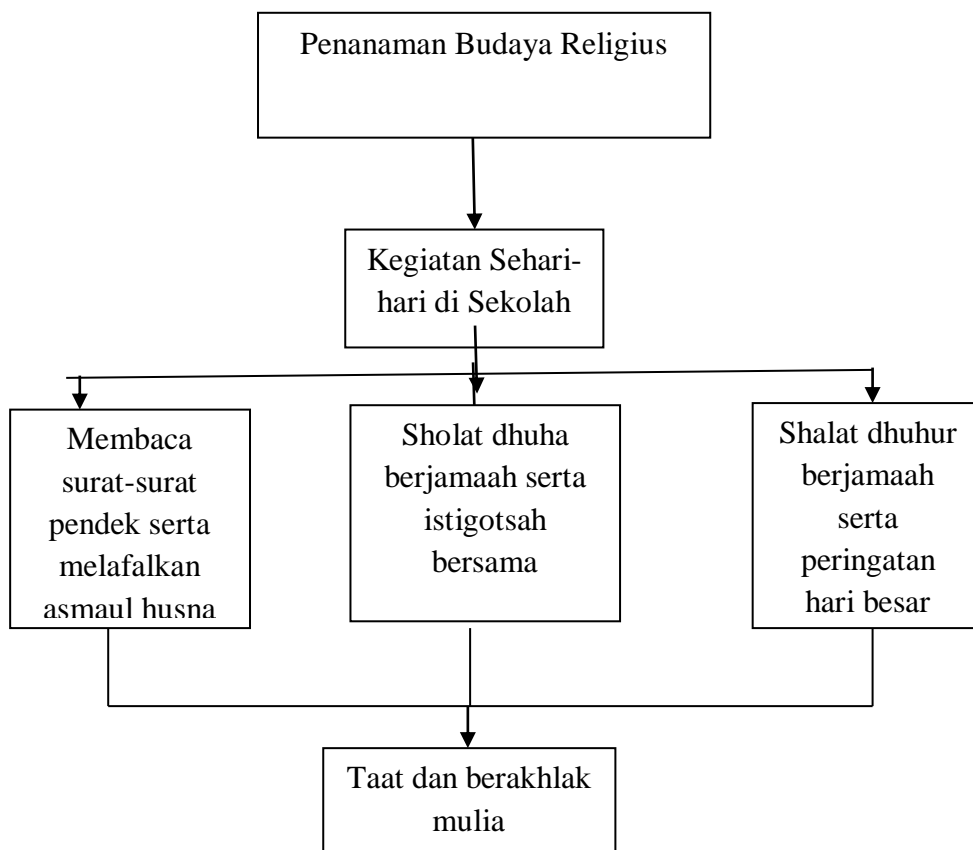 Penanaman Budaya Religius
Kegiatan Sehari-
hari di Sekolah
Membaca
surat-surat
pendek serta
melafalkan
asmaul husna
Sholat dhuha
berjamaah serta
istigotsah
bersama
Shalat dhuhur
berjamaah
serta
peringatan
hari besar
Taat dan berakhlak
mulia